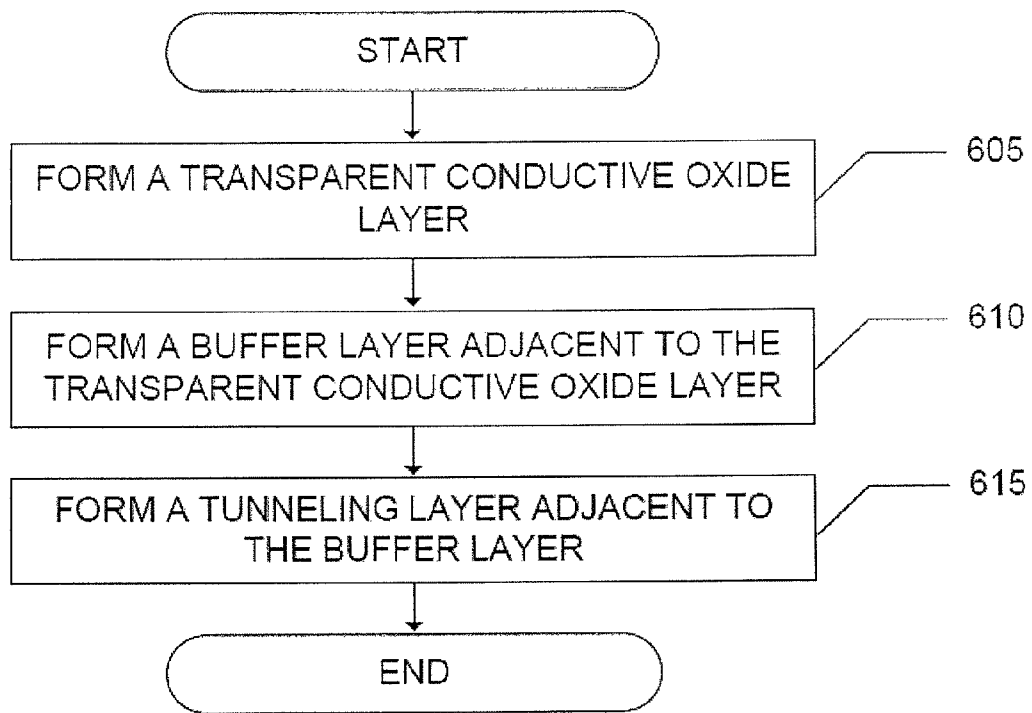 START
FORM A TRANSPARENT CONDUCTIVE OXIDE
LAYER
605
FORM A BUFFER LAYER ADJACENT TO THE
TRANSPARENT CONDUCTIVE OXIDE LAYER
610
FORM A TUNNELING LAYER ADJACENT TO
THE BUFFER LAYER
615
END